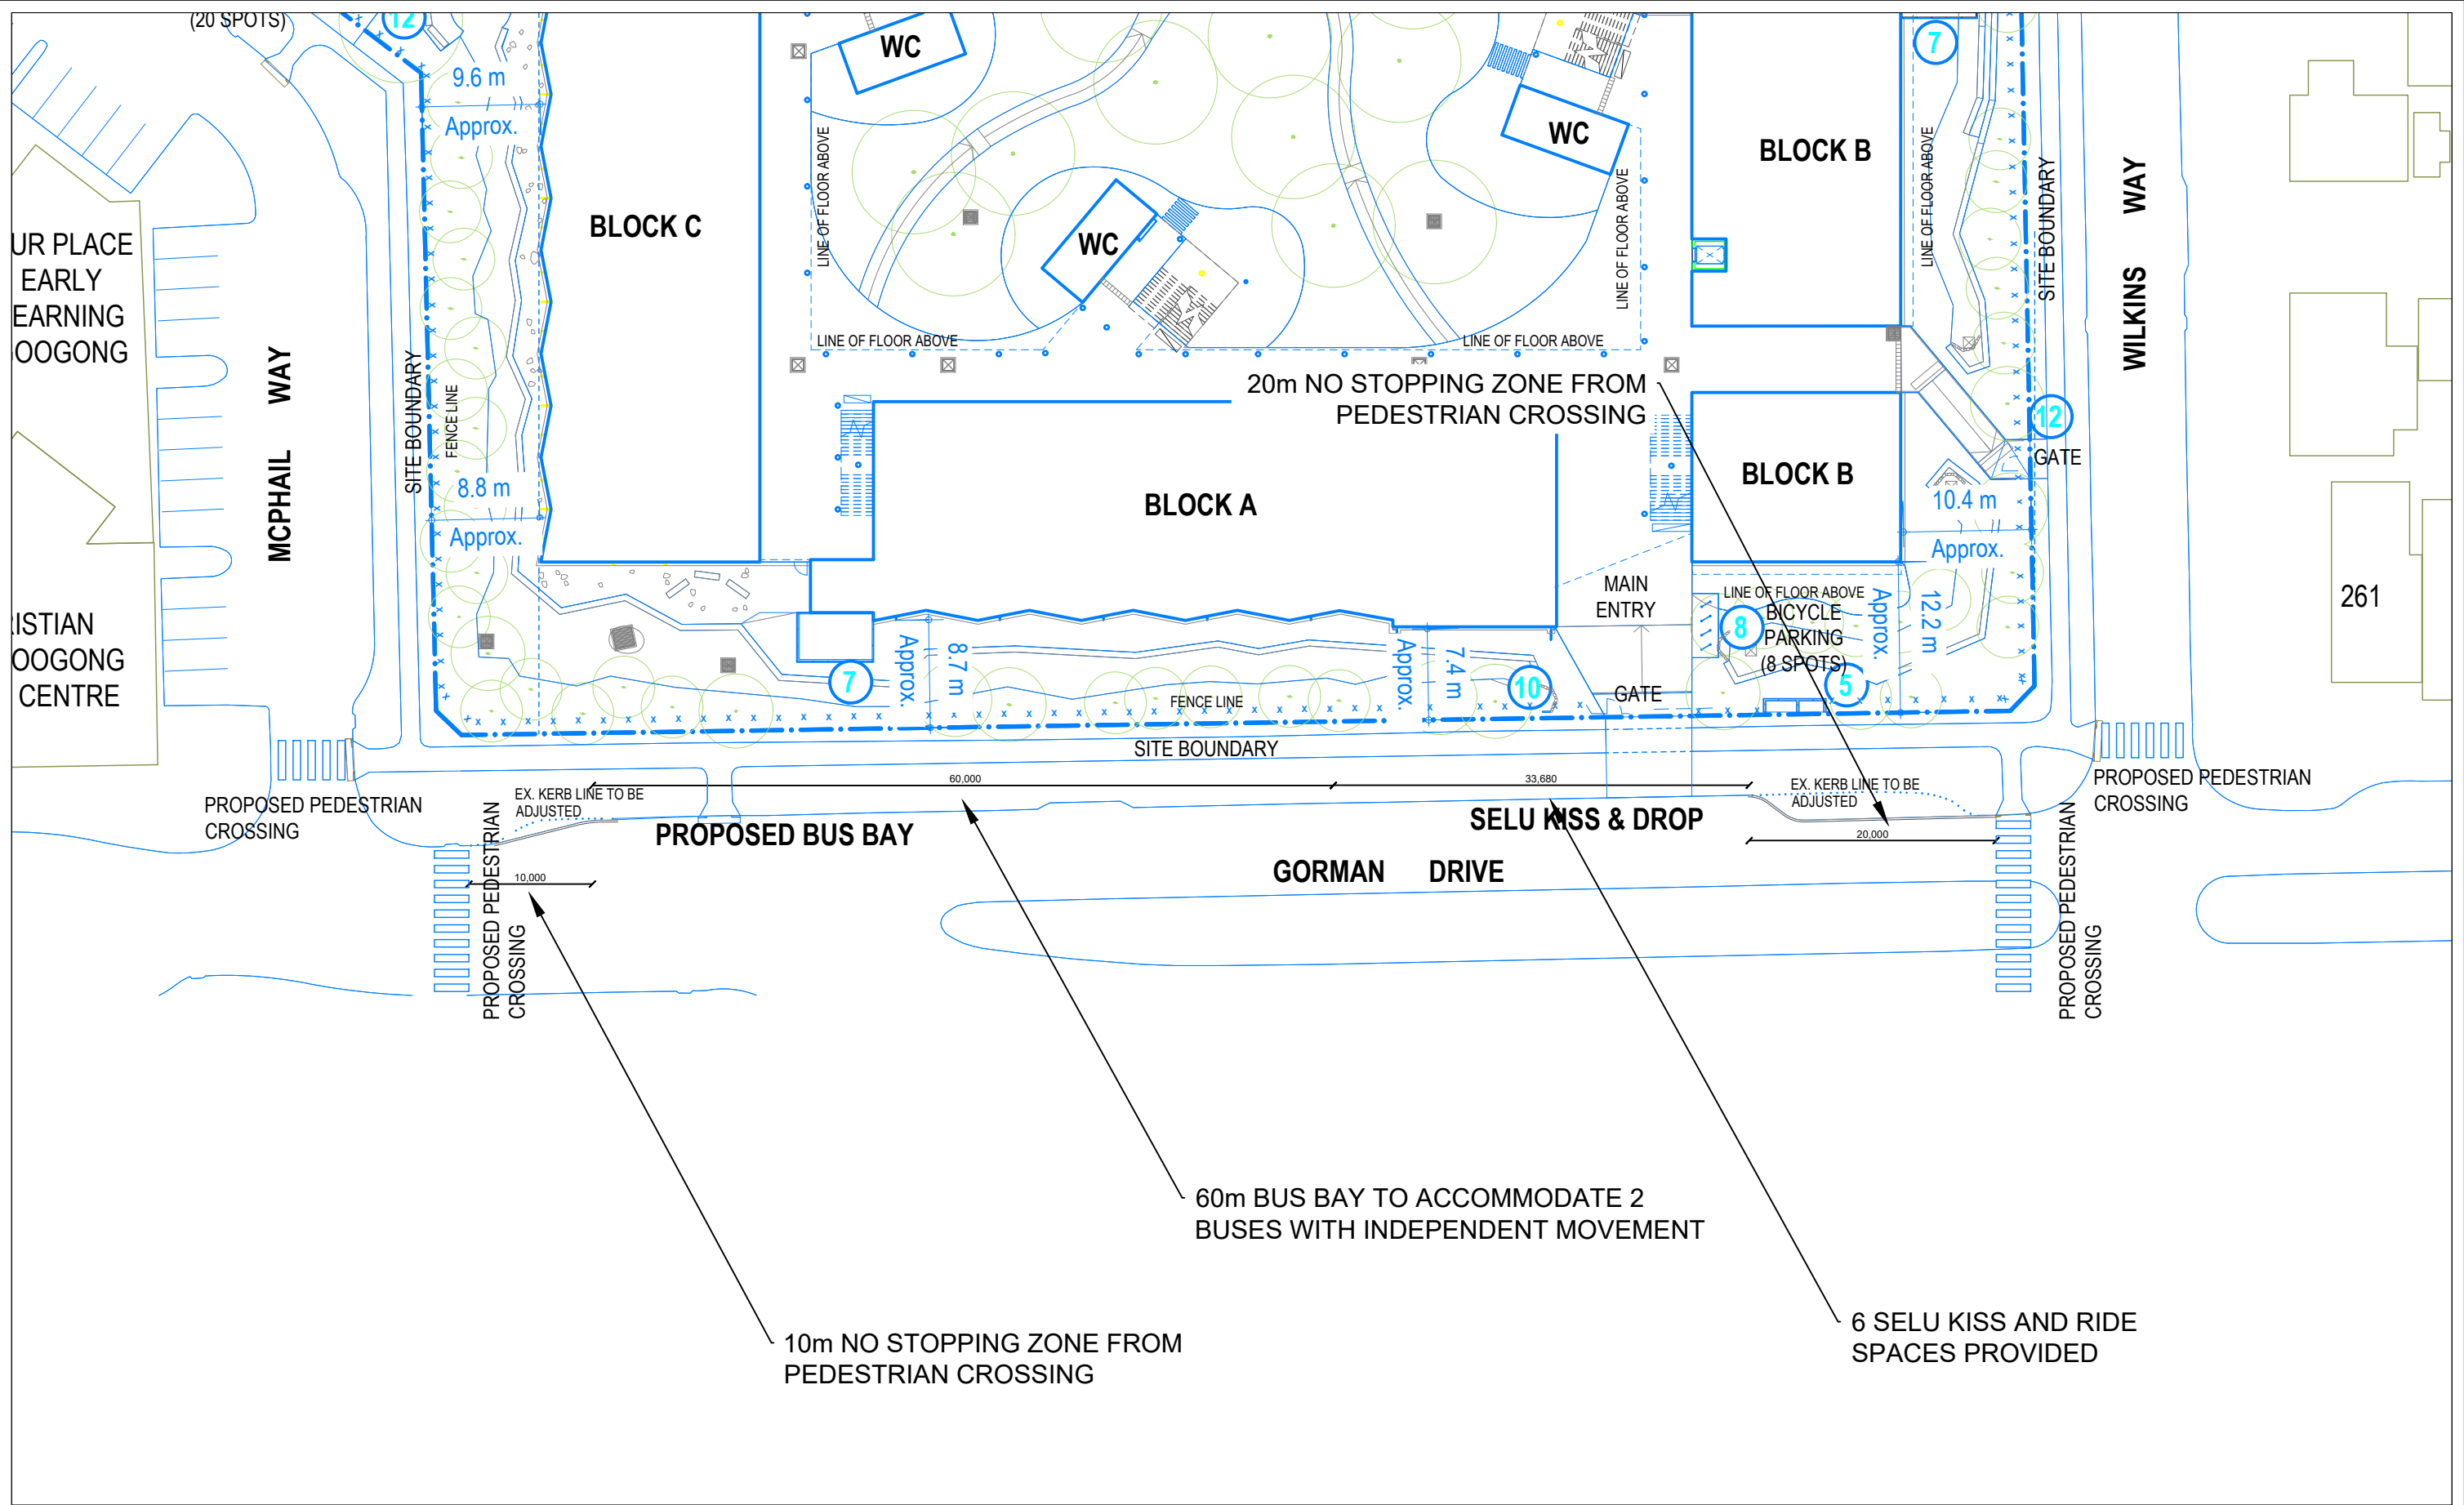 (20 SPOTS)
12
9.6 m
Approx.
WC
WC
WC
7
BLOCK C
BLOCK B
LINE OF FLOOR ABOVE
LINE OF FLOOR ABOVE
LINE OF FLOOR ABOVE
LINE OF FLOOR ABOVE
LINE OF FLOOR ABOVE
SITE BOUNDARY
WILKINS WAY
UR PLACE
EARLY
EARNING
OOGONG
MCPHAIL WAY
SITE BOUNDARY
FENCE LINE
8.8 m
Approx.
20m NO STOPPING ZONE FROM
PEDESTRIAN CROSSING
BLOCK A
BLOCK B
12
GATE
10.4 m
Approx.
MAIN
ENTRY
LINE OF FLOOR ABOVE
8
BICYCLE
PARKING
(8 SPOTS)
5
Approx.
12.2 m
261
ISTIAN
OOGONG
CENTRE
7
Approx.
8.7 m
Approx.
7.4 m
10
GATE
FENCE LINE
SITE BOUNDARY
60,000
33,680
PROPOSED PEDESTRIAN
CROSSING
EX. KERB LINE TO BE
ADJUSTED
EX. KERB LINE TO BE
ADJUSTED
PROPOSED PEDESTRIAN
CROSSING
PROPOSED BUS BAY
SELU KISS & DROP
20,000
GORMAN DRIVE
10,000
PROPOSED PEDESTRIAN
CROSSING
PROPOSED PEDESTRIAN
CROSSING
60m BUS BAY TO ACCOMMODATE 2
BUSES WITH INDEPENDENT MOVEMENT
10m NO STOPPING ZONE FROM
PEDESTRIAN CROSSING
6 SELU KISS AND RIDE
SPACES PROVIDED